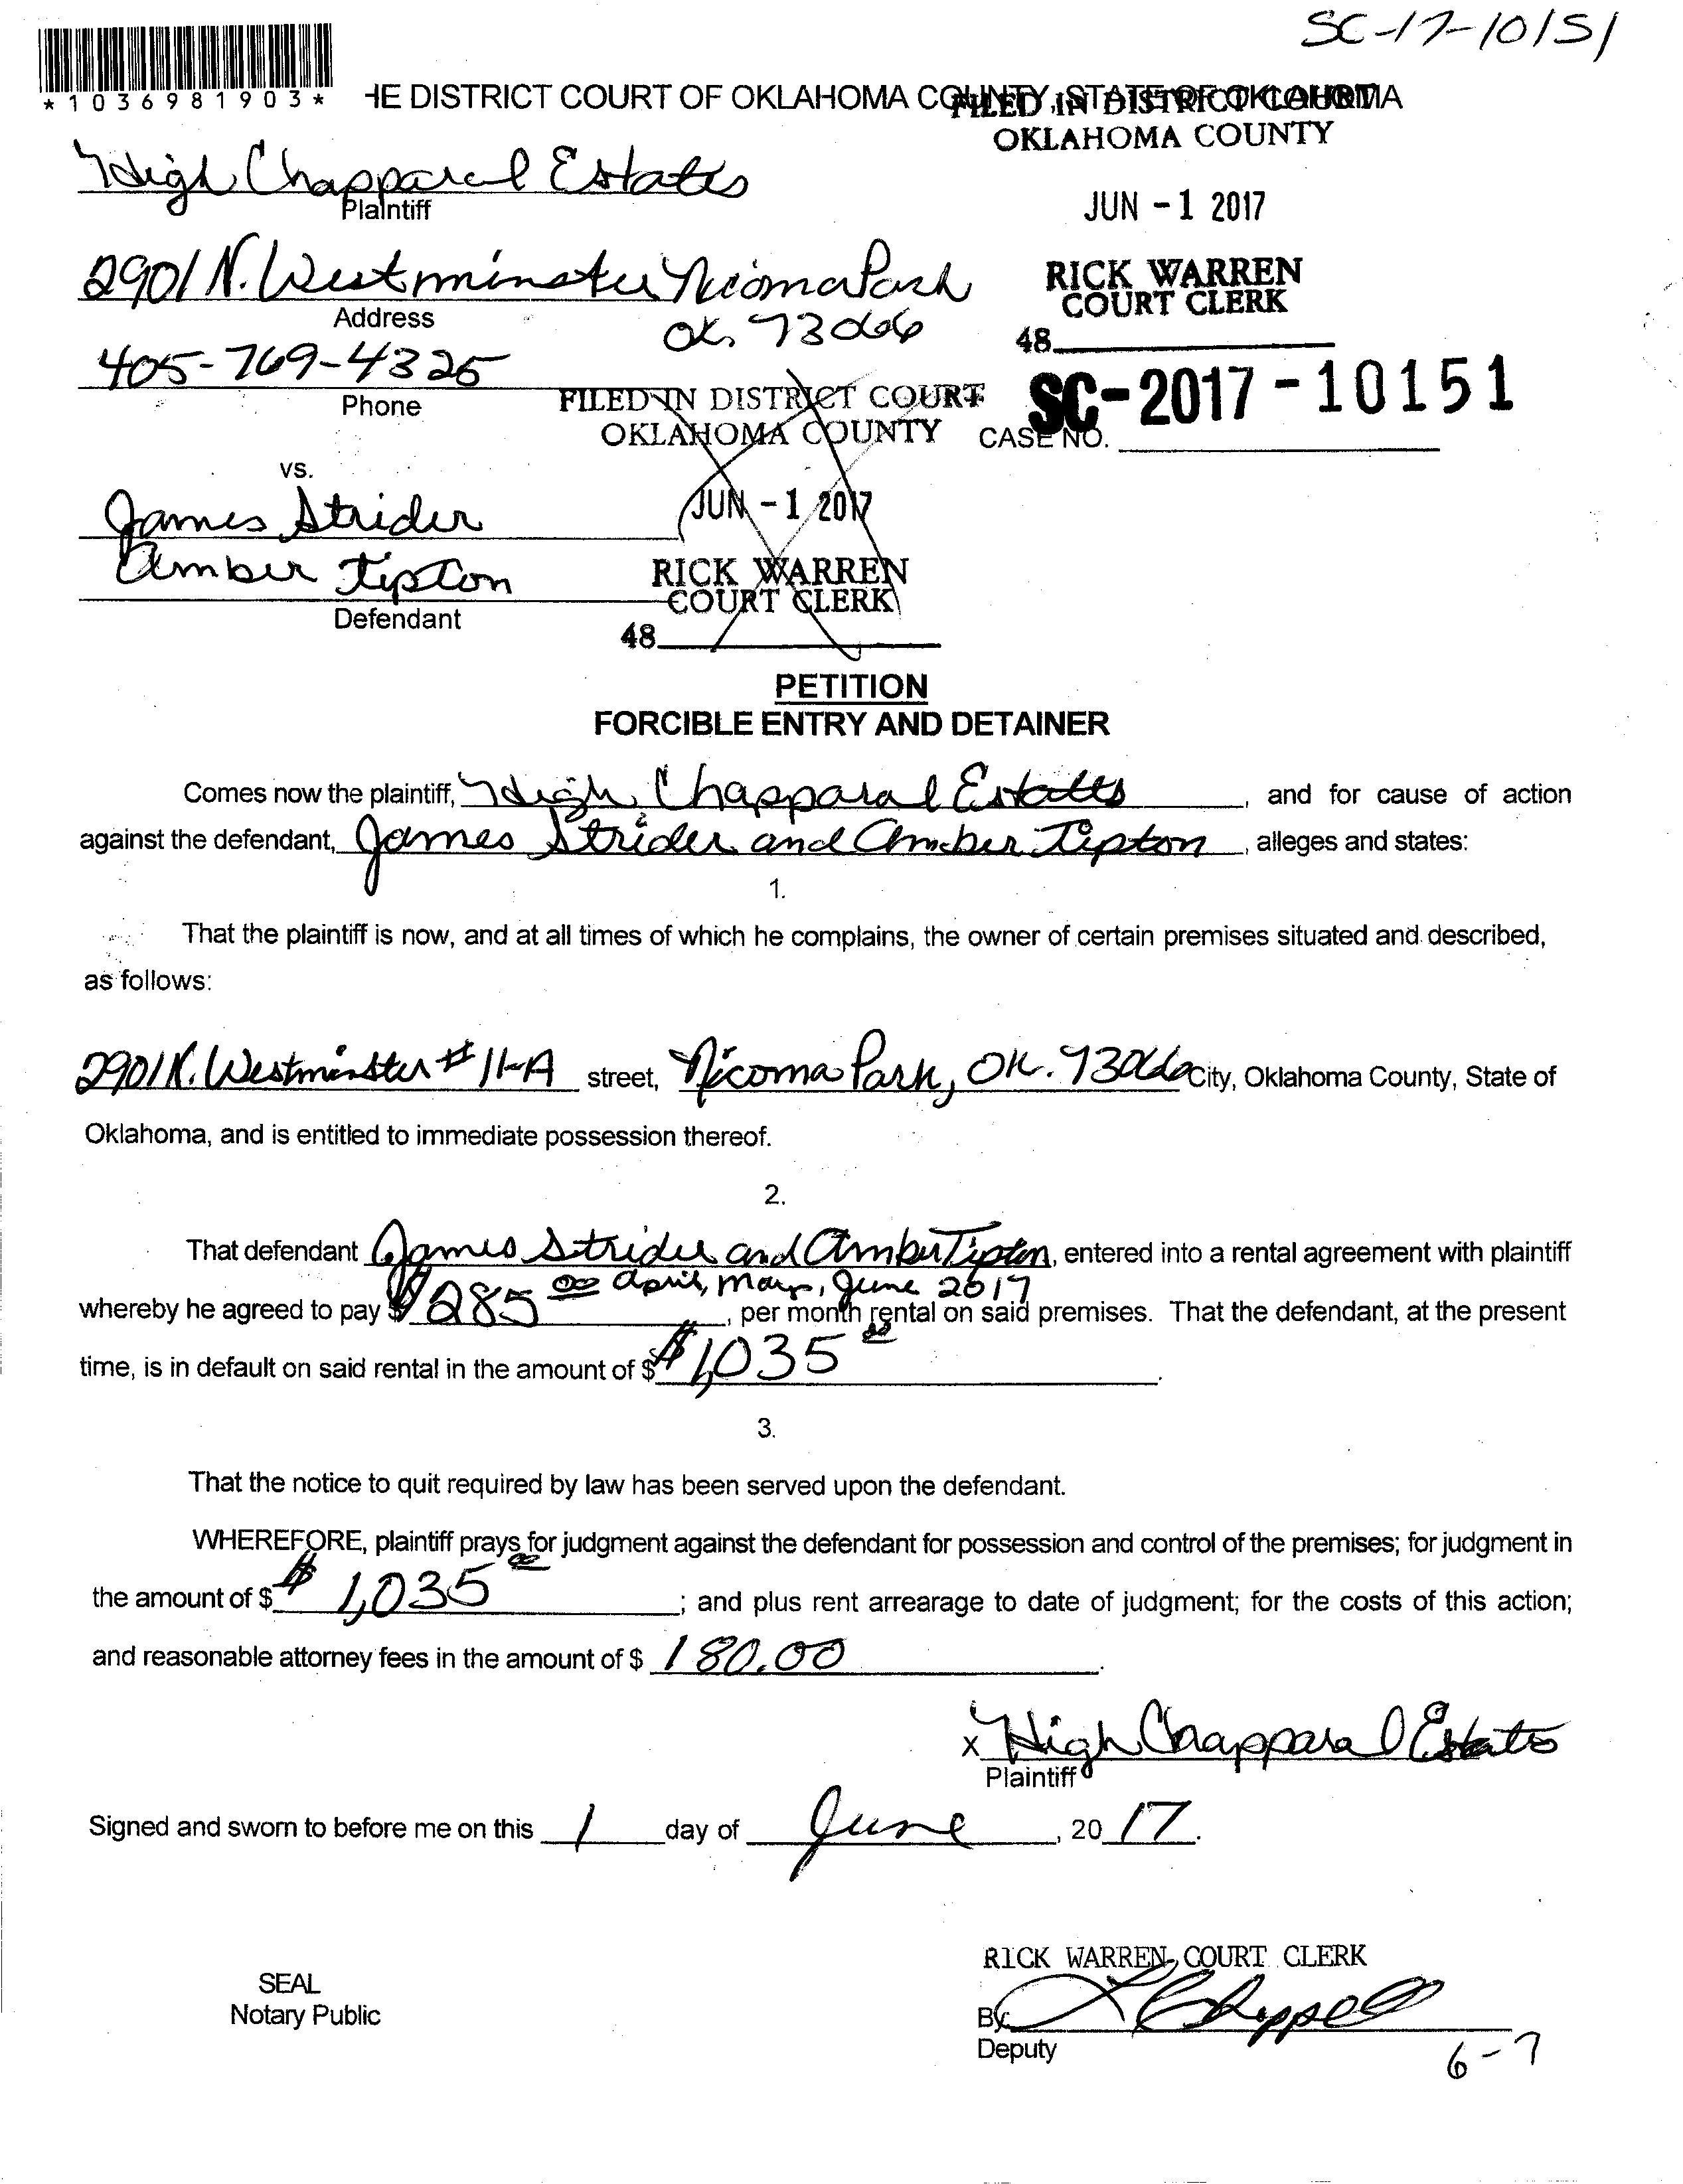 SC-17-10151
*1036981903*
HE DISTRICT COURT OF OKLAHOMA COUNTY, STATE OF OKLAHOMA
FILED IN DISTRICT COURT
OKLAHOMA COUNTY
High Chapparel Estates
Plaintiff
JUN - 1 2017
2901 N. Westminster Nicoma Park
RICK WARREN
COURT CLERK
Address
OK. 73066
48
405-769-4325
Phone
FILED IN DISTRICT COURT
OKLAHOMA COUNTY
SC-2017-10151
CASE NO.
vs.
JUN - 1 2017
James Strider
Amber Tipton
RICK WARREN
COURT CLERK
Defendant
48
PETITION
FORCIBLE ENTRY AND DETAINER
Comes now the plaintiff, High Chapparal Estates, and for cause of action
against the defendant, James Strider and Amber Tipton, alleges and states:
1.
That the plaintiff is now, and at all times of which he complains, the owner of certain premises situated and described,
as follows:
2901 N. Westminster # 11-A street, Nicoma Park, OK. 73066 City, Oklahoma County, State of
Oklahoma, and is entitled to immediate possession thereof.
2.
That defendant James Strider and Amber Tipton, entered into a rental agreement with plaintiff
April, May, June 2017
whereby he agreed to pay $ $285 00, per month rental on said premises. That the defendant, at the present
time, is in default on said rental in the amount of $ $1,035 00.
3.
That the notice to quit required by law has been served upon the defendant.
WHEREFORE, plaintiff prays for judgment against the defendant for possession and control of the premises; for judgment in
the amount of $ $1,035 00; and plus rent arrearage to date of judgment; for the costs of this action;
and reasonable attorney fees in the amount of $ 180.00.
x High Chapparal Estates
Plaintiff
Signed and sworn to before me on this 1 day of June, 20 17.
RICK WARREN, COURT CLERK
SEAL
Notary Public
By
Deputy
6-7